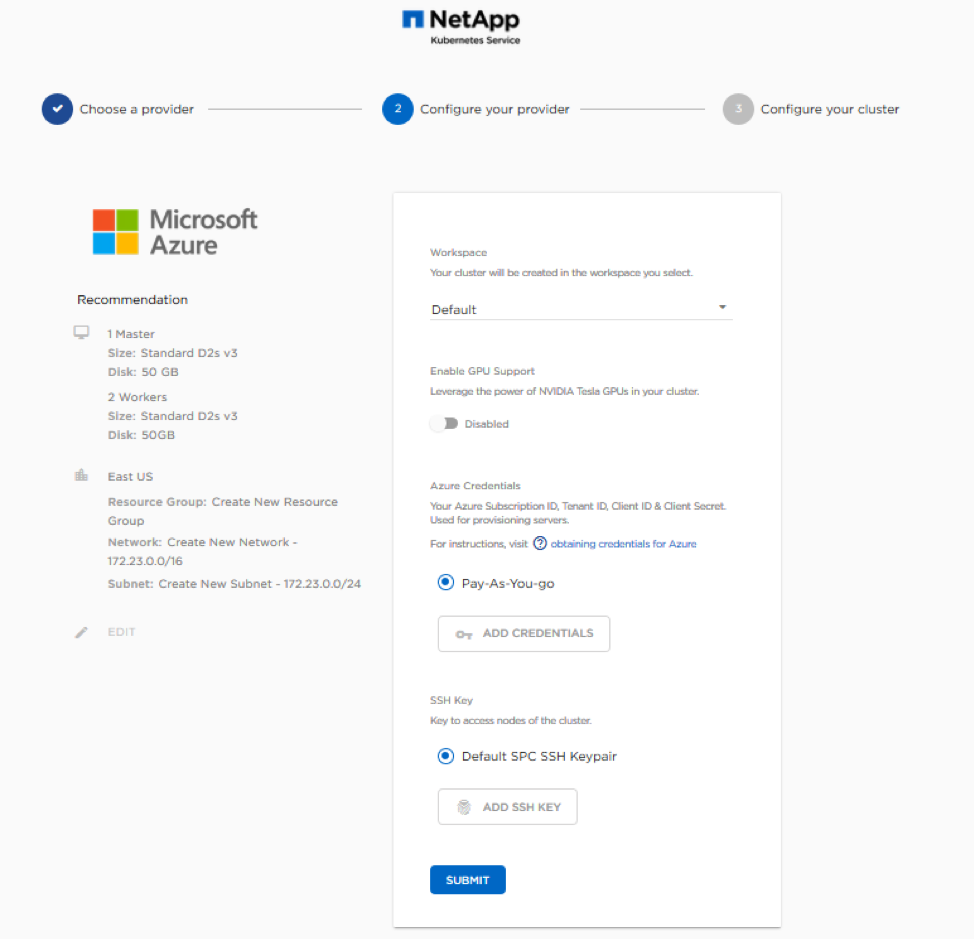 NetApp
Kubernetes Service
Choose a provider
2
Configure your provider
3
Configure your cluster
Microsoft
Azure
Recommendation
1 Master
Size: Standard D2s v3
Disk: 50 GB
2 Workers
Size: Standard D2s v3
Disk: 50GB
East US
Resource Group: Create New Resource
Group
Network: Create New Network -
172.23.0.0/16
Subnet: Create New Subnet - 172.23.0.0/24
EDIT
Workspace
Your cluster will be created in the workspace you select.
Default
Enable GPU Support
Leverage the power of NVIDIA Tesla GPUs in your cluster.
Disabled
Azure Credentials
Your Azure Subscription ID, Tenant ID, Client ID & Client Secret.
Used for provisioning servers.
For instructions, visit ? obtaining credentials for Azure
Pay-As-You-go
ADD CREDENTIALS
SSH Key
Key to access nodes of the cluster.
Default SPC SSH Keypair
ADD SSH KEY
SUBMIT